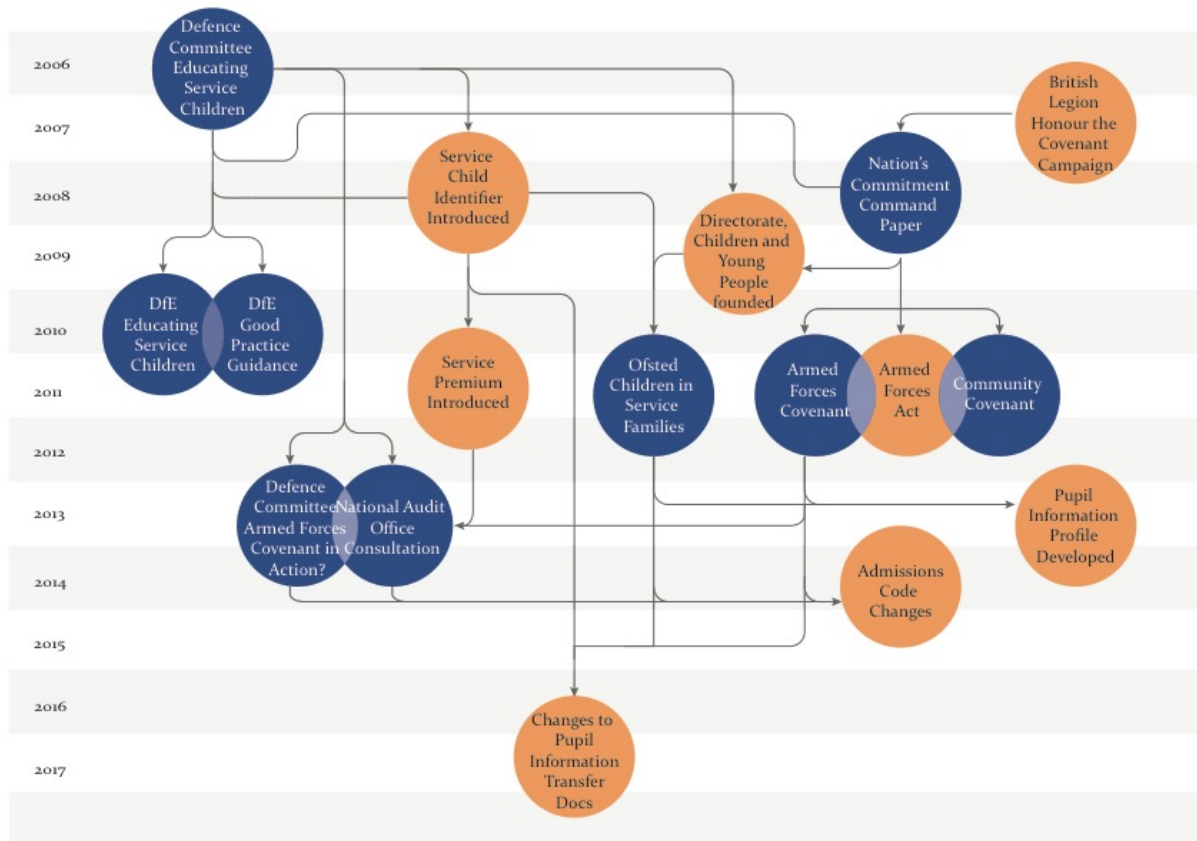 2006
Defence
Committee
Educating
Service
Children
British
Legion
Honour the
Covenant
Campaign
2007
Service
Child
Identifier
Introduced
Nation's
Commitment
Command
Paper
2008
Directorate,
Children and
Young
People
founded
2009
DfE
Educating
Service
Children
DfE
Good
Practice
Guidance
2010
Service
Premium
Introduced
Ofsted
Children in
Service
Families
Armed
Forces
Covenant
Armed
Forces
Act
Community
Covenant
2011
2012
Defence
Committee
Armed Forces
Covenant in
Action?
National Audit
Office
Consultation
Pupil
Information
Profile
Developed
2013
Admissions
Code
Changes
2014
2015
2016
Changes to
Pupil
Information
Transfer
Docs
2017